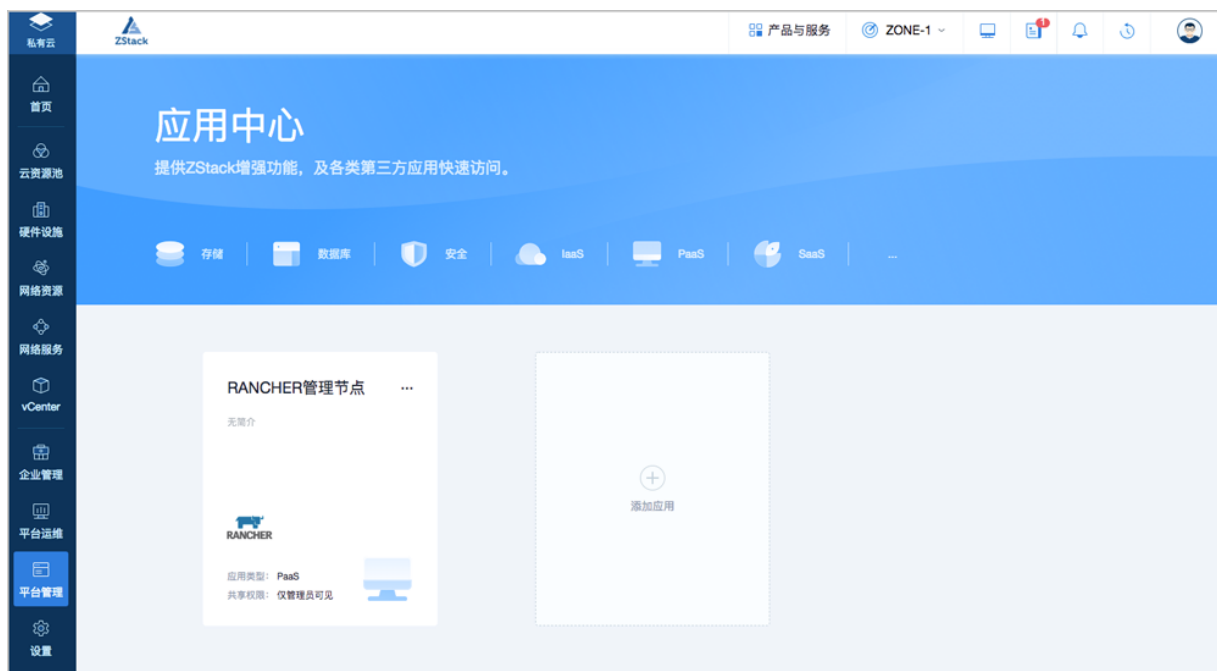 私有云
ZStack
产品与服务
ZONE-1
1
首页
云资源池
硬件设施
网络资源
网络服务
vCenter
企业管理
平台运维
平台管理
设置
应用中心
提供ZStack增强功能，及各类第三方应用快速访问。
存储
数据库
安全
IaaS
PaaS
SaaS
...
RANCHER管理节点
...
无简介
RANCHER
应用类型： PaaS
共享权限： 仅管理员可见
添加应用